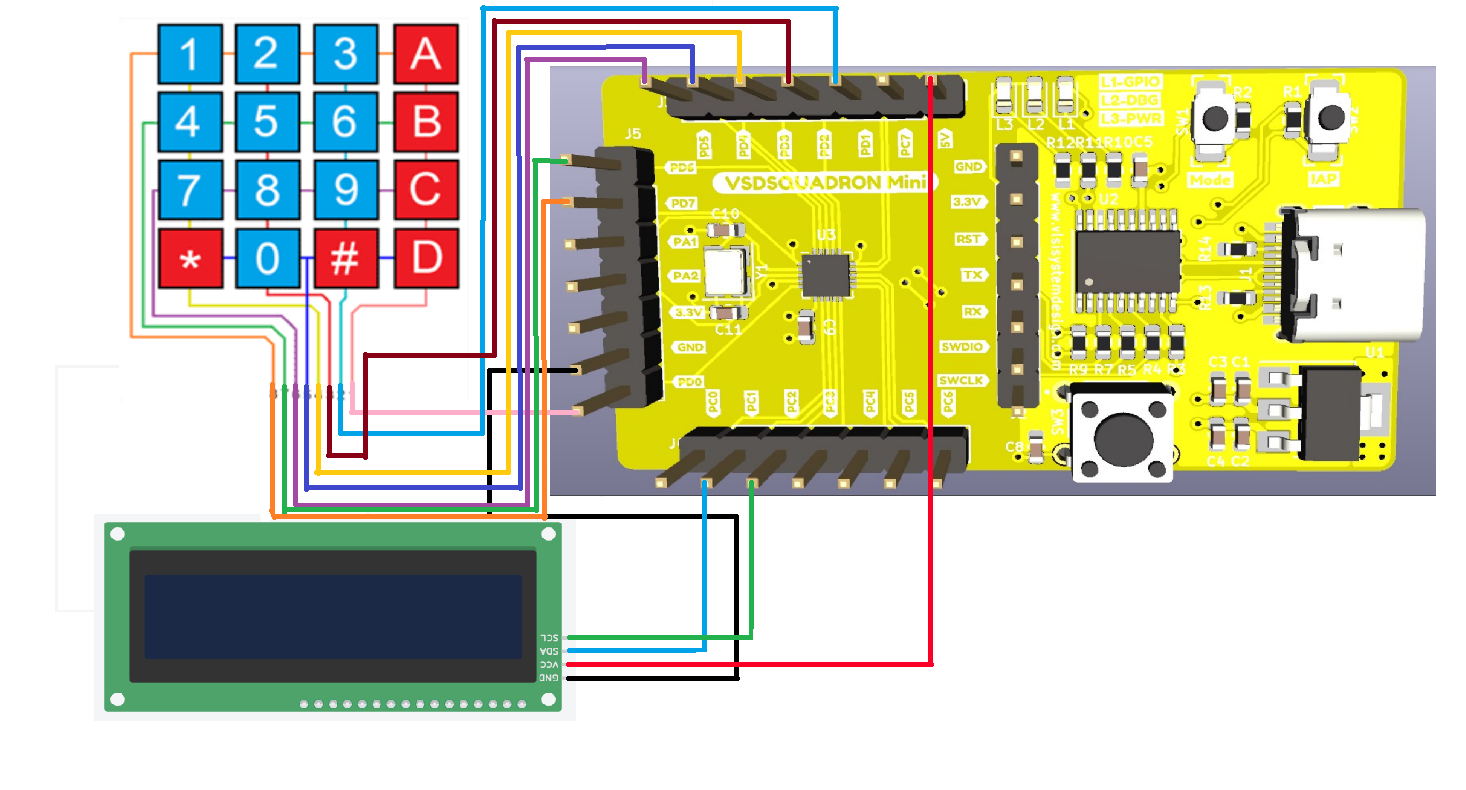 1 2 3 A
4 5 6 B
7 8 9 C
* 0 # D
J5
PD5
PD4
PD3
PD2
PD1
PC7
5V
PD6
PD7
PA1
PA2
3.3V
GND
PD0
VSDSQUADRON Mini
C10
Y1
C11
U3
C9
PC0
PC1
PC2
PC3
PC4
PC5
PC6
GND
3.3V
RST
TX
RX
SWDIO
SWCLK
www.vlsisystemdesign.com
L3 L2 L1
L1-GPIO
L2-DBG
L3-PWR
SW1
R2
R1
SW2
Mode
IAP
R12 R11 R10 C5
U2
R14
J1
R13
R9 R7 R5 R4 R3
U1
C3 C1
C4 C2
SW3
C8
SCL
SDA
VCC
GND